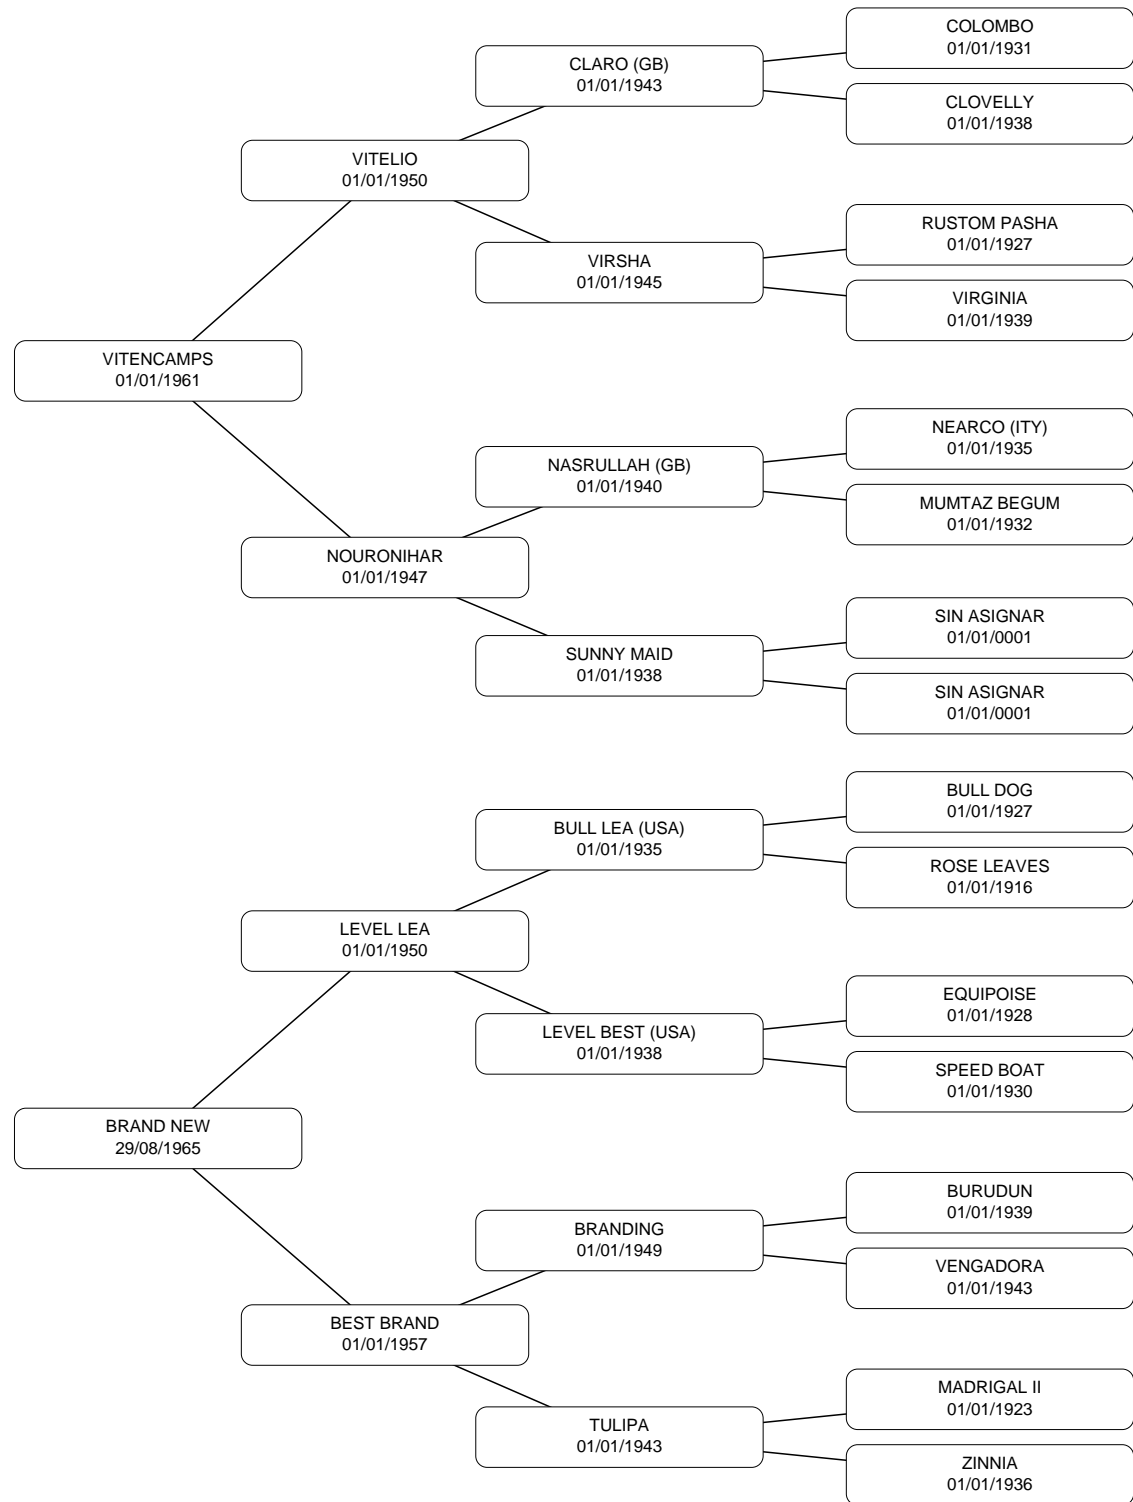 COLOMBO
01/01/1931
CLARO (GB)
01/01/1943
CLOVELLY
01/01/1938
VITELIO
01/01/1950
RUSTOM PASHA
01/01/1927
VIRSHA
01/01/1945
VIRGINIA
01/01/1939
VITENCAMPS
01/01/1961
NEARCO (ITY)
01/01/1935
NASRULLAH (GB)
01/01/1940
MUMTAZ BEGUM
01/01/1932
NOURONIHAR
01/01/1947
SIN ASIGNAR
01/01/0001
SUNNY MAID
01/01/1938
SIN ASIGNAR
01/01/0001
BULL DOG
01/01/1927
BULL LEA (USA)
01/01/1935
ROSE LEAVES
01/01/1916
LEVEL LEA
01/01/1950
EQUIPOISE
01/01/1928
LEVEL BEST (USA)
01/01/1938
SPEED BOAT
01/01/1930
BRAND NEW
29/08/1965
BURUDUN
01/01/1939
BRANDING
01/01/1949
VENGADORA
01/01/1943
BEST BRAND
01/01/1957
MADRIGAL II
01/01/1923
TULIPA
01/01/1943
ZINNIA
01/01/1936